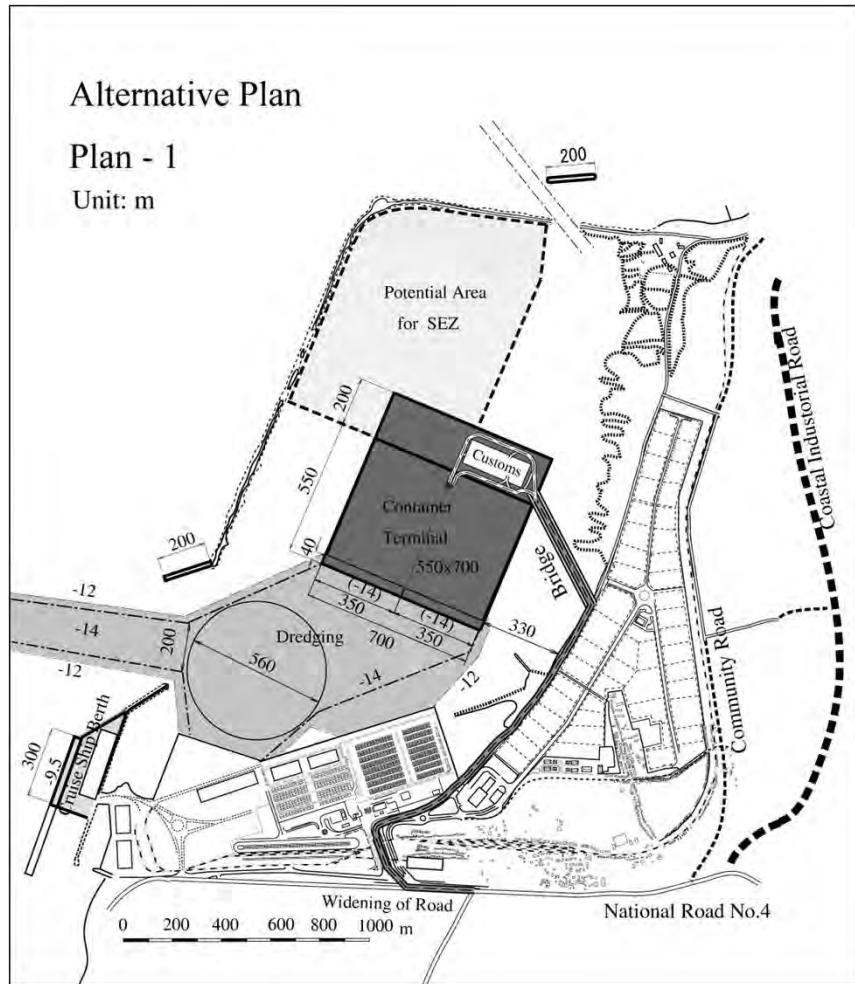 Alternative Plan
Plan - 1
Unit: m
200
Potential Area
for SEZ
200
550
Customs
Container
Terminal
550x700
40
(-14)
(-14)
350
350
700
Bridge
330
200
-12
-14
-12
200
Dredging
560
-14
-12
Coastal Industorial Road
Community Road
300
-9.5
ruise Ship Berth
Widening of Road
National Road No.4
0 200 400 600 800 1000 m